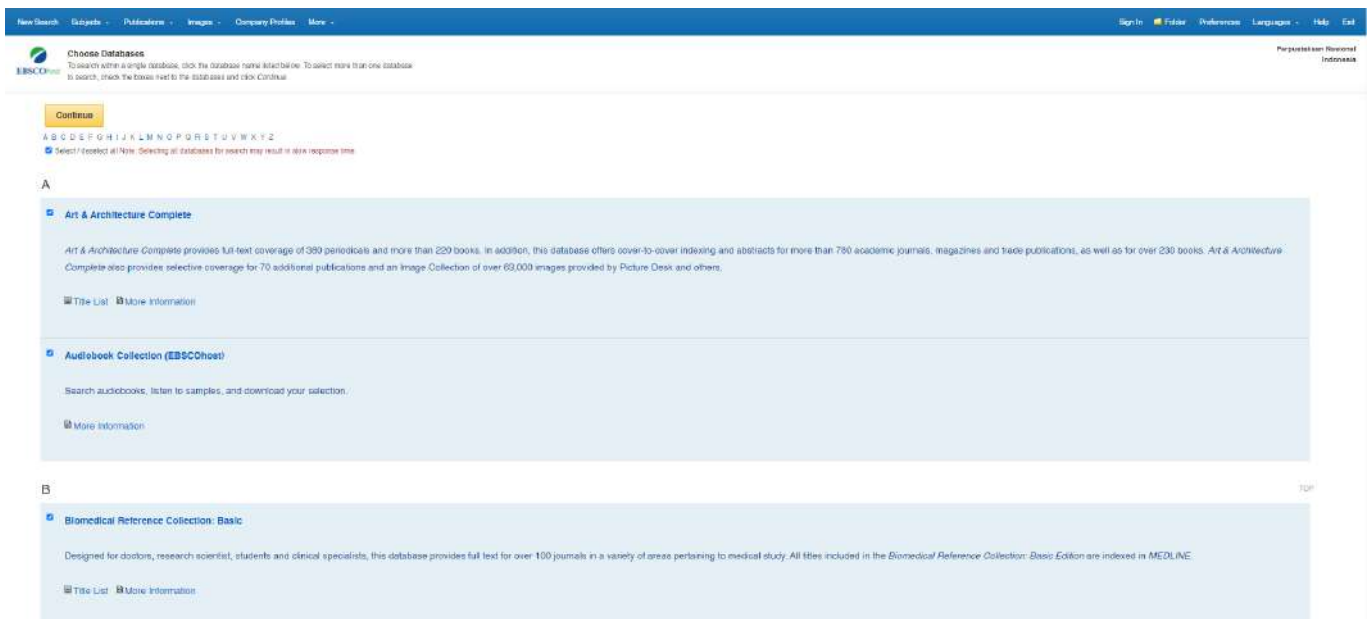 New Search Subjects Publications Images Company Profiles More Sign In Folder Preferences Languages Help Exit
EBSCOhost
Choose Databases
To search within a single database, click the database name listed below. To select more than one database
to search, check the boxes next to the databases and click Continue.
Perpustakaan Nasional
Indonesia
Continue
A B C D E F G H I J K L M N O P Q R S T U V W X Y Z
Select / deselect all Note: Selecting all databases for search may result in slow response time.
A
Art & Architecture Complete
Art & Architecture Complete provides full-text coverage of 380 periodicals and more than 220 books. In addition, this database offers cover-to-cover indexing and abstracts for more than 780 academic journals, magazines and trade publications, as well as for over 230 books. Art & Architecture
Complete also provides selective coverage for 70 additional publications and an Image Collection of over 63,000 images provided by Picture Desk and others.
Title List More Information
Audiobook Collection (EBSCOhost)
Search audiobooks, listen to samples, and download your selection.
More Information
B
TOP
Biomedical Reference Collection: Basic
Designed for doctors, research scientist, students and clinical specialists, this database provides full text for over 100 journals in a variety of areas pertaining to medical study. All titles included in the Biomedical Reference Collection: Basic Edition are indexed in MEDLINE.
Title List More Information